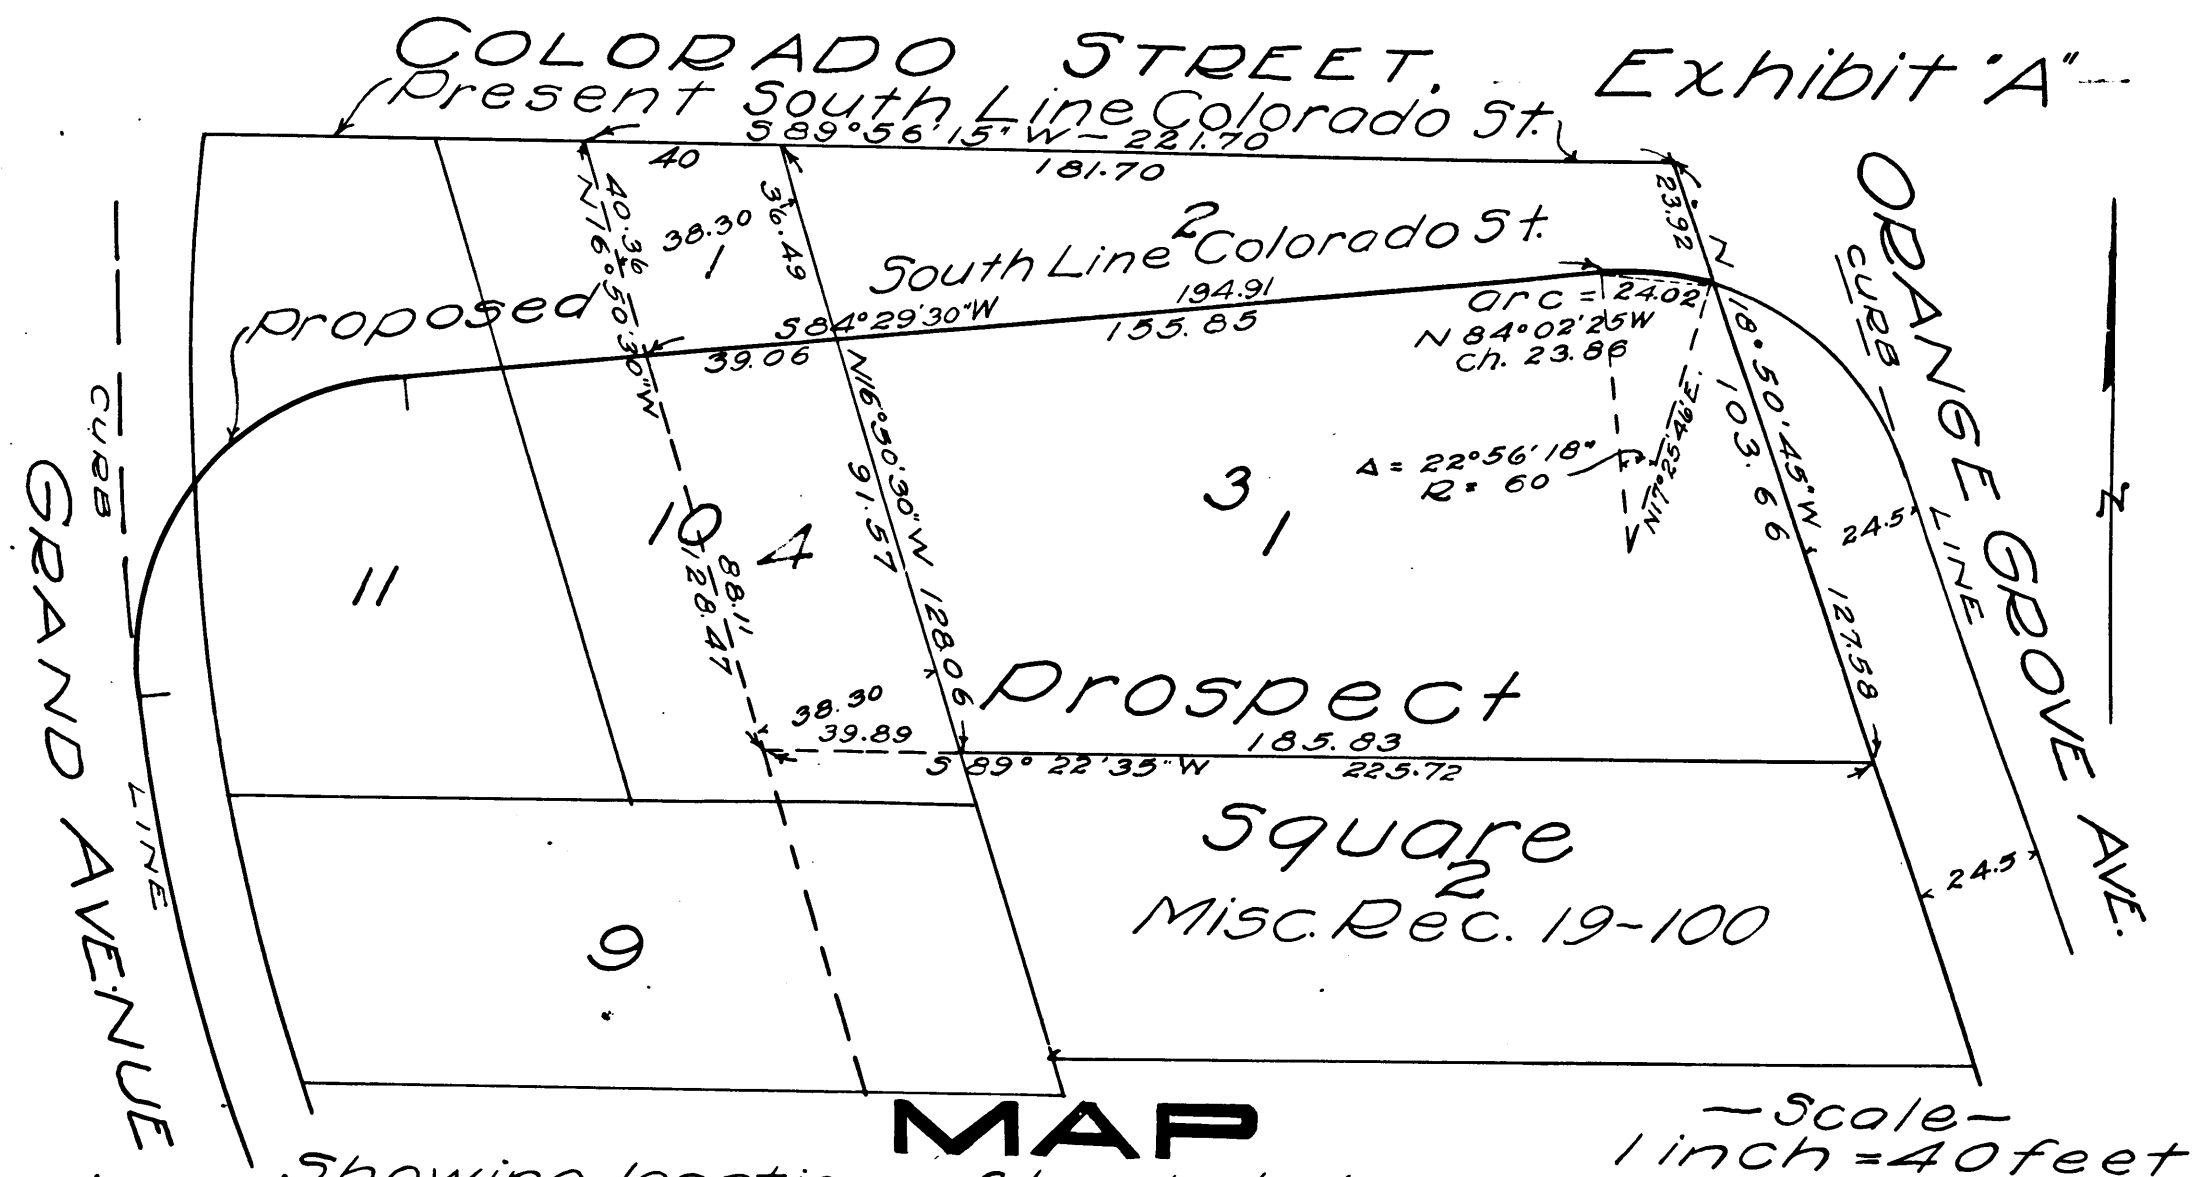 COLORADO STREET. Exhibit "A"
Present South Line Colorado St.
S 89°56'15" W - 221.70
40
181.70
23.92
40.36
N 16°50'30" W
38.30
1
36.49
2
South Line Colorado St.
Proposed
S 84°29'30" W
194.91
39.06
155.85
arc = 24.02
N 84°02'25 W
ch. 23.86
N 18°50'45" W
103.66
N 16°50'30" W
91.57
128.06
3
1
Δ = 22°56'18"
R = 60
N 17°25'46" E.
24.5
127.58
10
4
11
88.11
128.47
Prospect
38.30
39.89
185.83
S 89° 22'35" W
225.72
Square
2
Misc. Rec. 19-100
24.5
9
CURB LINE
GRAND AVENUE
CURB LINE
ORANGE GROVE AVE.
Z
MAP
-Scale-
1 inch = 40 feet
Showing